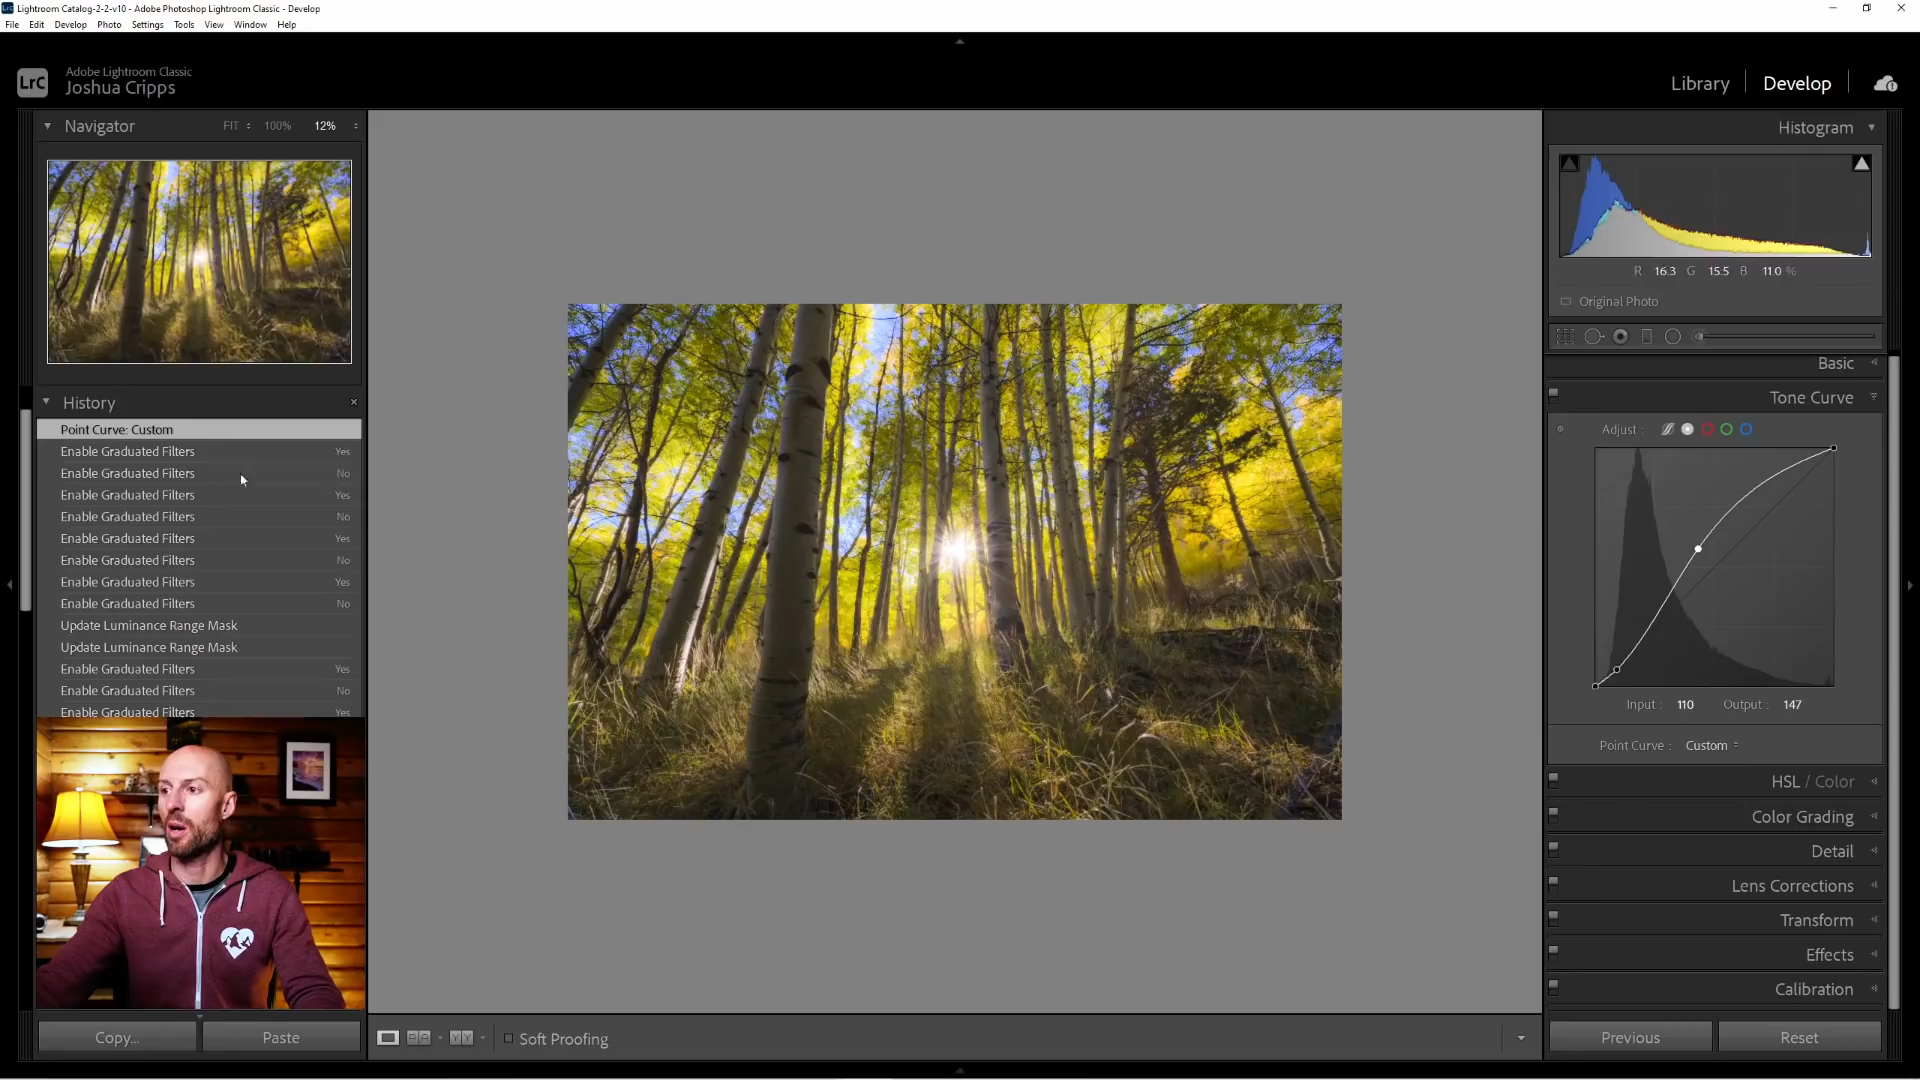 Lightroom Catalog-2-2-v10 - Adobe Photoshop Lightroom Classic - Develop
File Edit Develop Photo Settings Tools View Window Help
LrC
Adobe Lightroom Classic
Joshua Cripps
Library Develop
Navigator FIT 100% 12%
History
Point Curve: Custom
Enable Graduated Filters Yes
Enable Graduated Filters No
Enable Graduated Filters Yes
Enable Graduated Filters No
Enable Graduated Filters Yes
Enable Graduated Filters No
Enable Graduated Filters Yes
Enable Graduated Filters No
Update Luminance Range Mask
Update Luminance Range Mask
Enable Graduated Filters Yes
Enable Graduated Filters No
Enable Graduated Filters Yes
Copy... Paste
Soft Proofing
Histogram
R 16.3 G 15.5 B 11.0 %
Original Photo
Basic
Tone Curve
Adjust :
Input : 110 Output : 147
Point Curve : Custom
HSL / Color
Color Grading
Detail
Lens Corrections
Transform
Effects
Calibration
Previous Reset